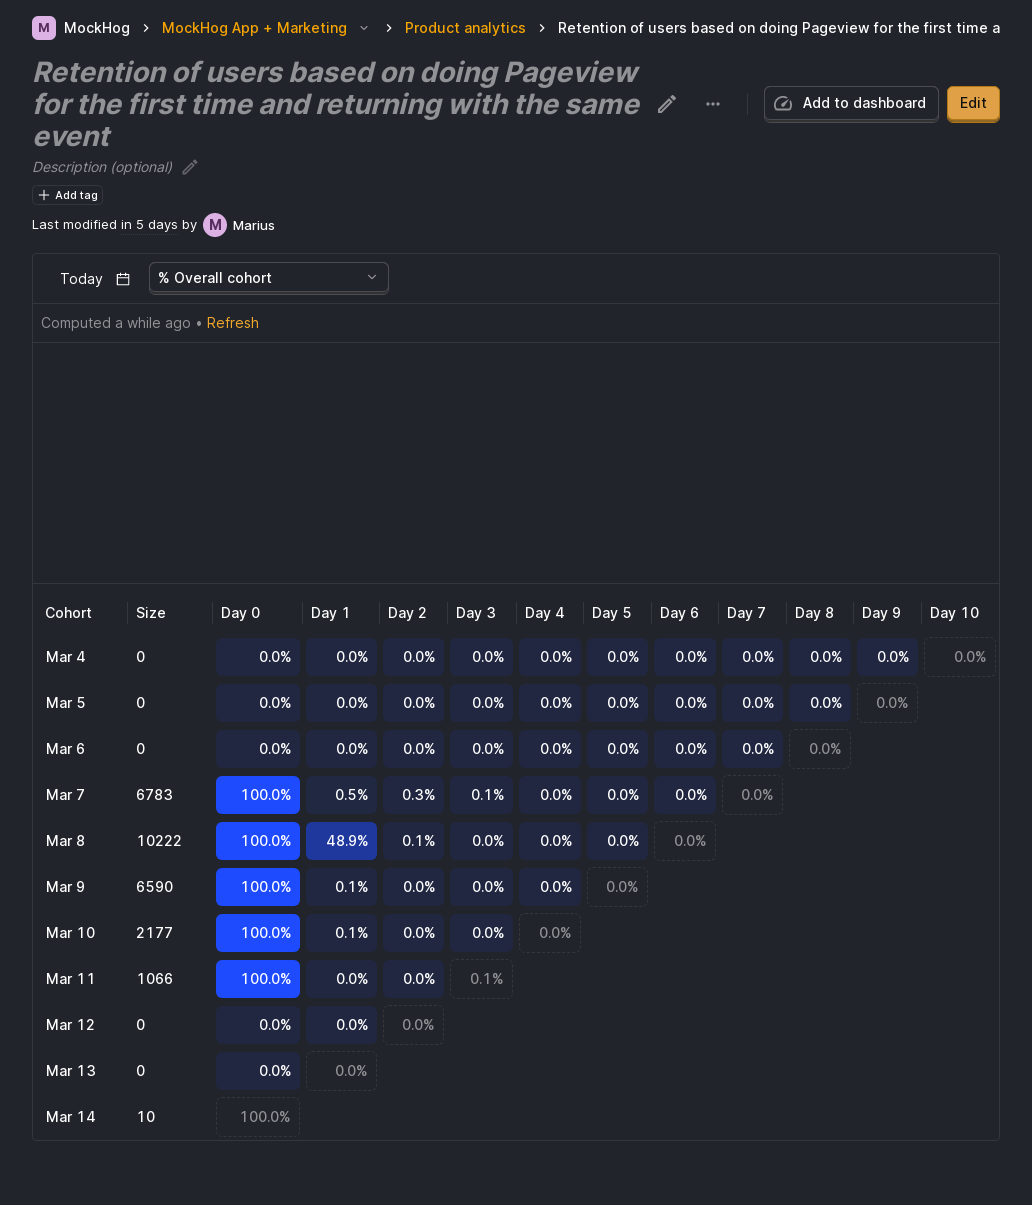 M MockHog MockHog App + Marketing Product analytics Retention of users based on doing Pageview for the first time a
Retention of users based on doing Pageview
for the first time and returning with the same
event
Add to dashboard Edit
Description (optional)
Add tag
Last modified in 5 days by M Marius
Today % Overall cohort
Computed a while ago • Refresh
Cohort Size Day 0 Day 1 Day 2 Day 3 Day 4 Day 5 Day 6 Day 7 Day 8 Day 9 Day 10
Mar 4 0 0.0% 0.0% 0.0% 0.0% 0.0% 0.0% 0.0% 0.0% 0.0% 0.0% 0.0%
Mar 5 0 0.0% 0.0% 0.0% 0.0% 0.0% 0.0% 0.0% 0.0% 0.0% 0.0%
Mar 6 0 0.0% 0.0% 0.0% 0.0% 0.0% 0.0% 0.0% 0.0% 0.0%
Mar 7 6783 100.0% 0.5% 0.3% 0.1% 0.0% 0.0% 0.0% 0.0%
Mar 8 10222 100.0% 48.9% 0.1% 0.0% 0.0% 0.0% 0.0%
Mar 9 6590 100.0% 0.1% 0.0% 0.0% 0.0% 0.0%
Mar 10 2177 100.0% 0.1% 0.0% 0.0% 0.0%
Mar 11 1066 100.0% 0.0% 0.0% 0.1%
Mar 12 0 0.0% 0.0% 0.0%
Mar 13 0 0.0% 0.0%
Mar 14 10 100.0%